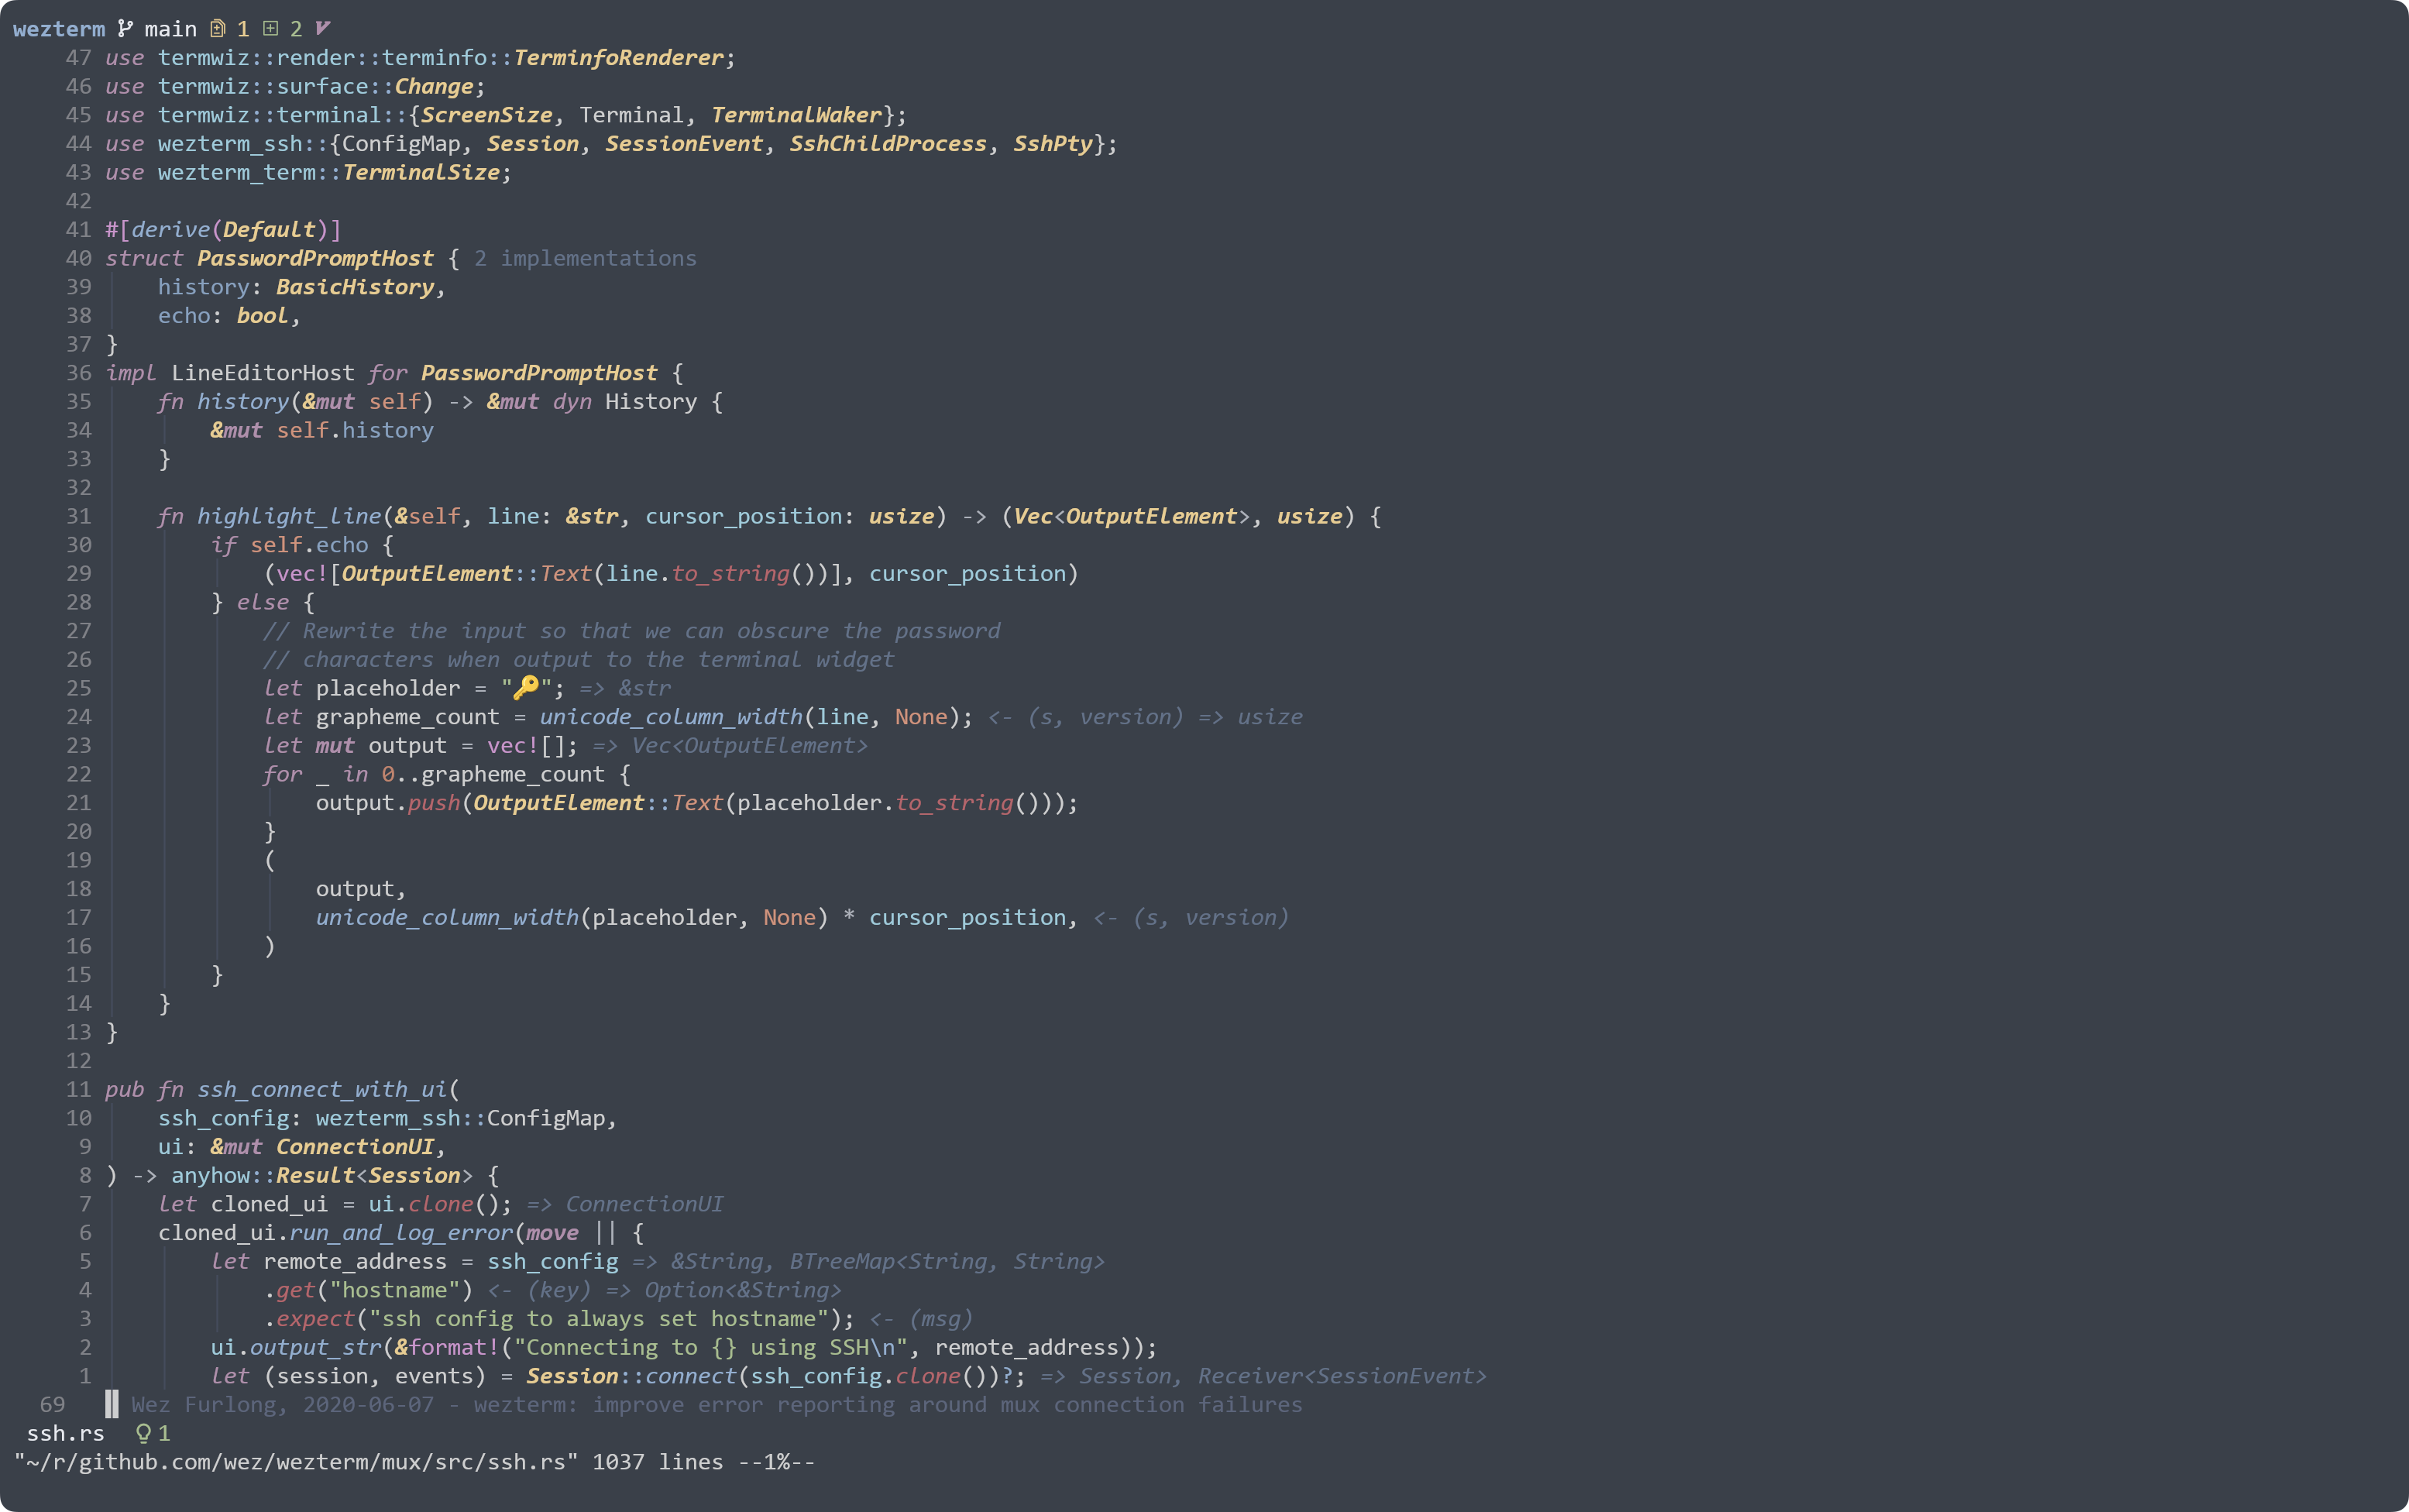 wezterm main 1 2
47 use termwiz::render::terminfo::TerminfoRenderer;
46 use termwiz::surface::Change;
45 use termwiz::terminal::{ScreenSize, Terminal, TerminalWaker};
44 use wezterm_ssh::{ConfigMap, Session, SessionEvent, SshChildProcess, SshPty};
43 use wezterm_term::TerminalSize;
42
41 #[derive(Default)]
40 struct PasswordPromptHost { 2 implementations
39     history: BasicHistory,
38     echo: bool,
37 }
36 impl LineEditorHost for PasswordPromptHost {
35     fn history(&mut self) -> &mut dyn History {
34         &mut self.history
33     }
32
31     fn highlight_line(&self, line: &str, cursor_position: usize) -> (Vec<OutputElement>, usize) {
30         if self.echo {
29             (vec![OutputElement::Text(line.to_string())], cursor_position)
28         } else {
27             // Rewrite the input so that we can obscure the password
26             // characters when output to the terminal widget
25             let placeholder = "🔑"; => &str
24             let grapheme_count = unicode_column_width(line, None); <- (s, version) => usize
23             let mut output = vec![]; => Vec<OutputElement>
22             for _ in 0..grapheme_count {
21                 output.push(OutputElement::Text(placeholder.to_string()));
20             }
19             (
18                 output,
17                 unicode_column_width(placeholder, None) * cursor_position, <- (s, version)
16             )
15         }
14     }
13 }
12
11 pub fn ssh_connect_with_ui(
10     ssh_config: wezterm_ssh::ConfigMap,
9     ui: &mut ConnectionUI,
8 ) -> anyhow::Result<Session> {
7     let cloned_ui = ui.clone(); => ConnectionUI
6     cloned_ui.run_and_log_error(move || {
5         let remote_address = ssh_config => &String, BTreeMap<String, String>
4             .get("hostname") <- (key) => Option<&String>
3             .expect("ssh config to always set hostname"); <- (msg)
2         ui.output_str(&format!("Connecting to {} using SSH\n", remote_address));
1         let (session, events) = Session::connect(ssh_config.clone())?; => Session, Receiver<SessionEvent>
69 Wez Furlong, 2020-06-07 - wezterm: improve error reporting around mux connection failures
ssh.rs 1
"~/r/github.com/wez/wezterm/mux/src/ssh.rs" 1037 lines --1%--